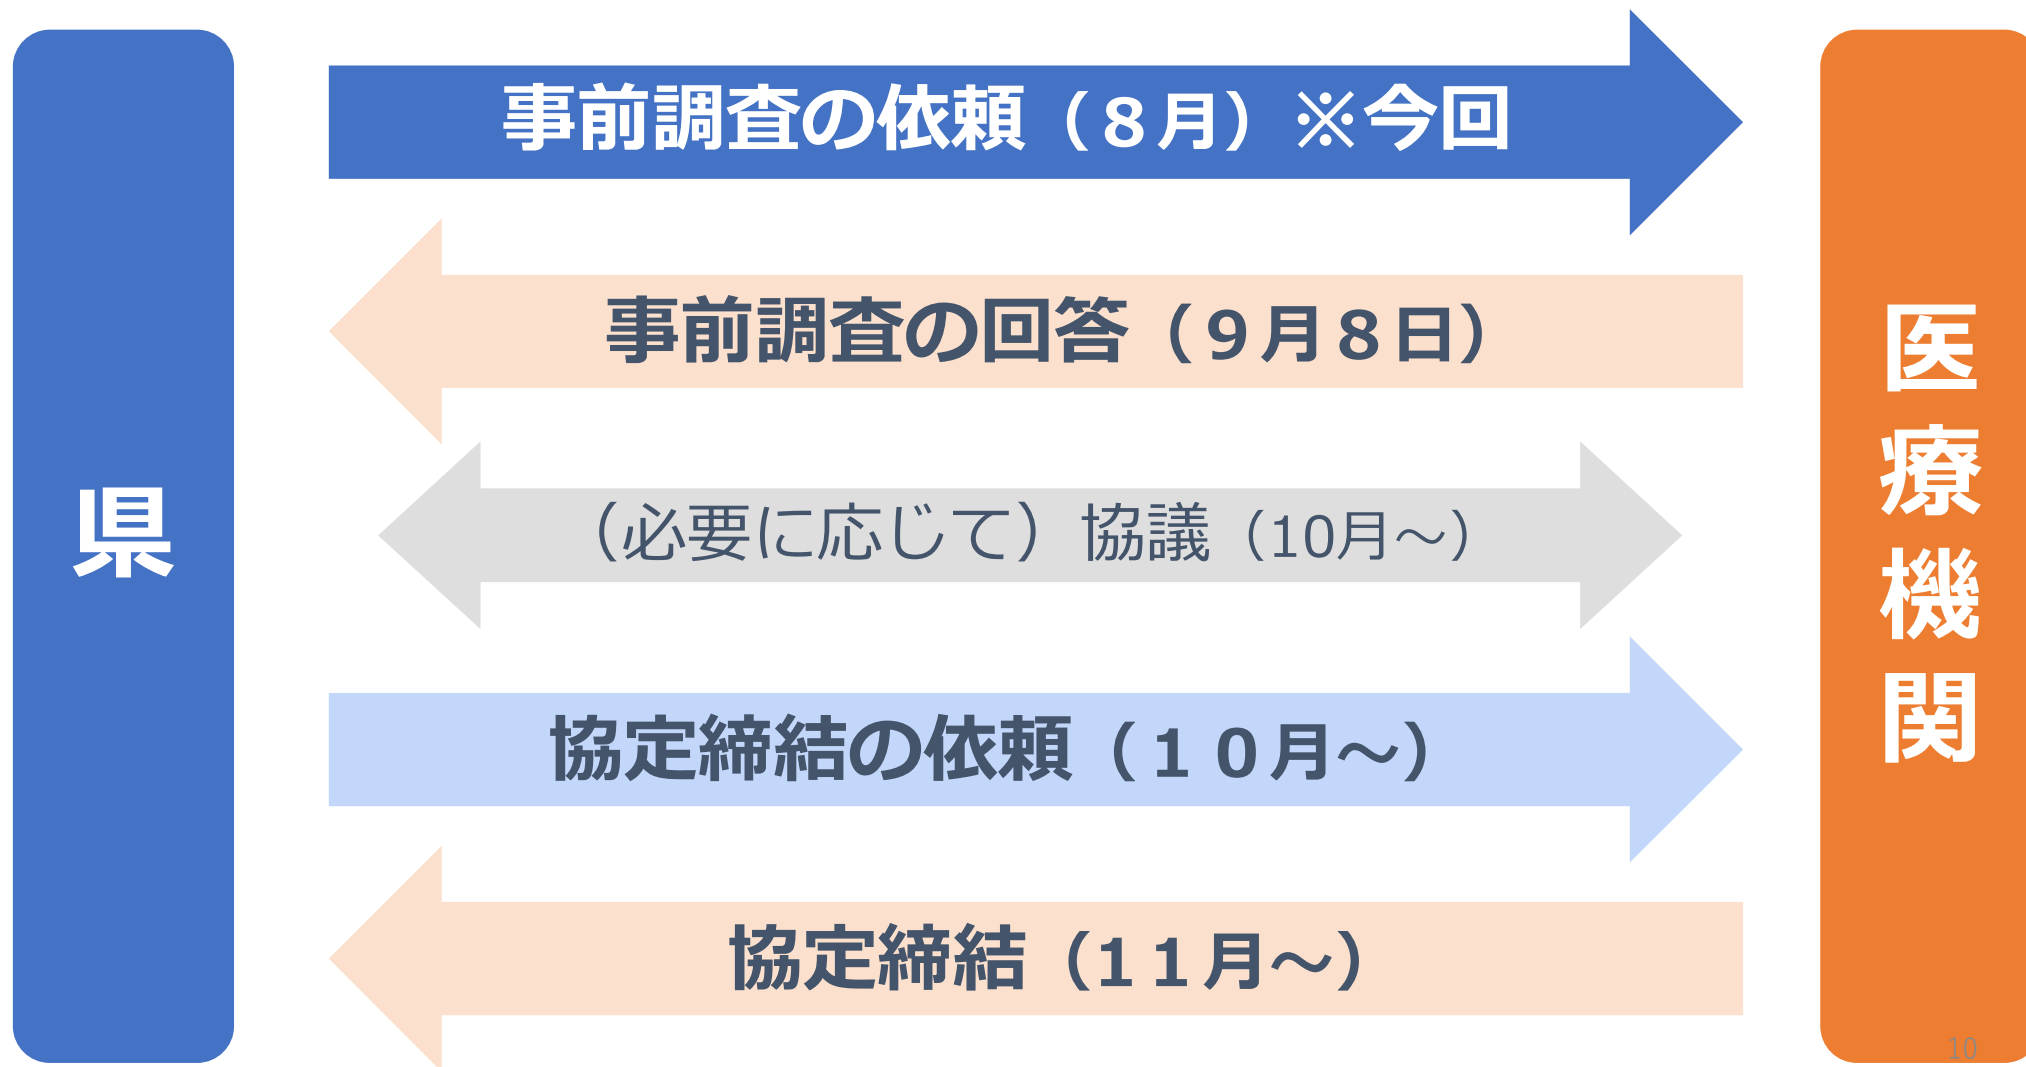 県
事前調査の依頼（８月）※今回
事前調査の回答（９月８日）
（必要に応じて）協議（10月～）
協定締結の依頼（１０月～）
協定締結（１１月～）
医療機関
10